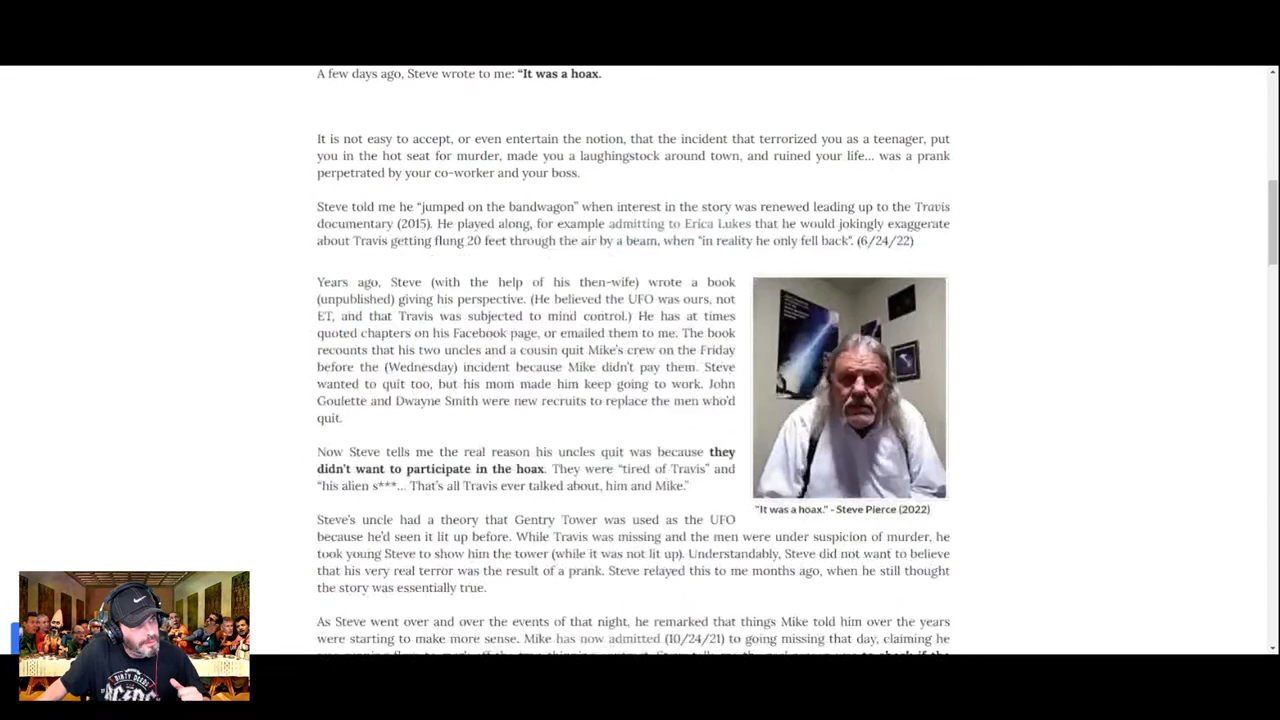 A few days ago, Steve wrote to me: “It was a hoax.
It is not easy to accept, or even entertain the notion, that the incident that terrorized you as a teenager, put
you in the hot seat for murder, made you a laughingstock around town, and ruined your life… was a prank
perpetrated by your co-worker and your boss.
Steve told me he “jumped on the bandwagon” when interest in the story was renewed leading up to the Travis
documentary (2015). He played along, for example admitting to Erica Lukes that he would jokingly exaggerate
about Travis getting flung 20 feet through the air by a beam, when “in reality he only fell back”. (6/24/22)
Years ago, Steve (with the help of his then-wife) wrote a book
(unpublished) giving his perspective. (He believed the UFO was ours, not
ET, and that Travis was subjected to mind control.) He has at times
quoted chapters on his Facebook page, or emailed them to me. The book
recounts that his two uncles and a cousin quit Mike’s crew on the Friday
before the (Wednesday) incident because Mike didn’t pay them. Steve
wanted to quit too, but his mom made him keep going to work. John
Goulette and Dwayne Smith were new recruits to replace the men who’d
quit.
Now Steve tells me the real reason his uncles quit was because they
didn’t want to participate in the hoax. They were “tired of Travis” and
“his alien s***… That’s all Travis ever talked about, him and Mike.”
"It was a hoax." - Steve Pierce (2022)
Steve’s uncle had a theory that Gentry Tower was used as the UFO
because he’d seen it lit up before. While Travis was missing and the men were under suspicion of murder, he
took young Steve to show him the tower (while it was not lit up). Understandably, Steve did not want to believe
that his very real terror was the result of a prank. Steve relayed this to me months ago, when he still thought
the story was essentially true.
As Steve went over and over the events of that night, he remarked that things Mike told him over the years
were starting to make more sense. Mike has now admitted (10/24/21) to going missing that day, claiming he
DIRTY DEEDS